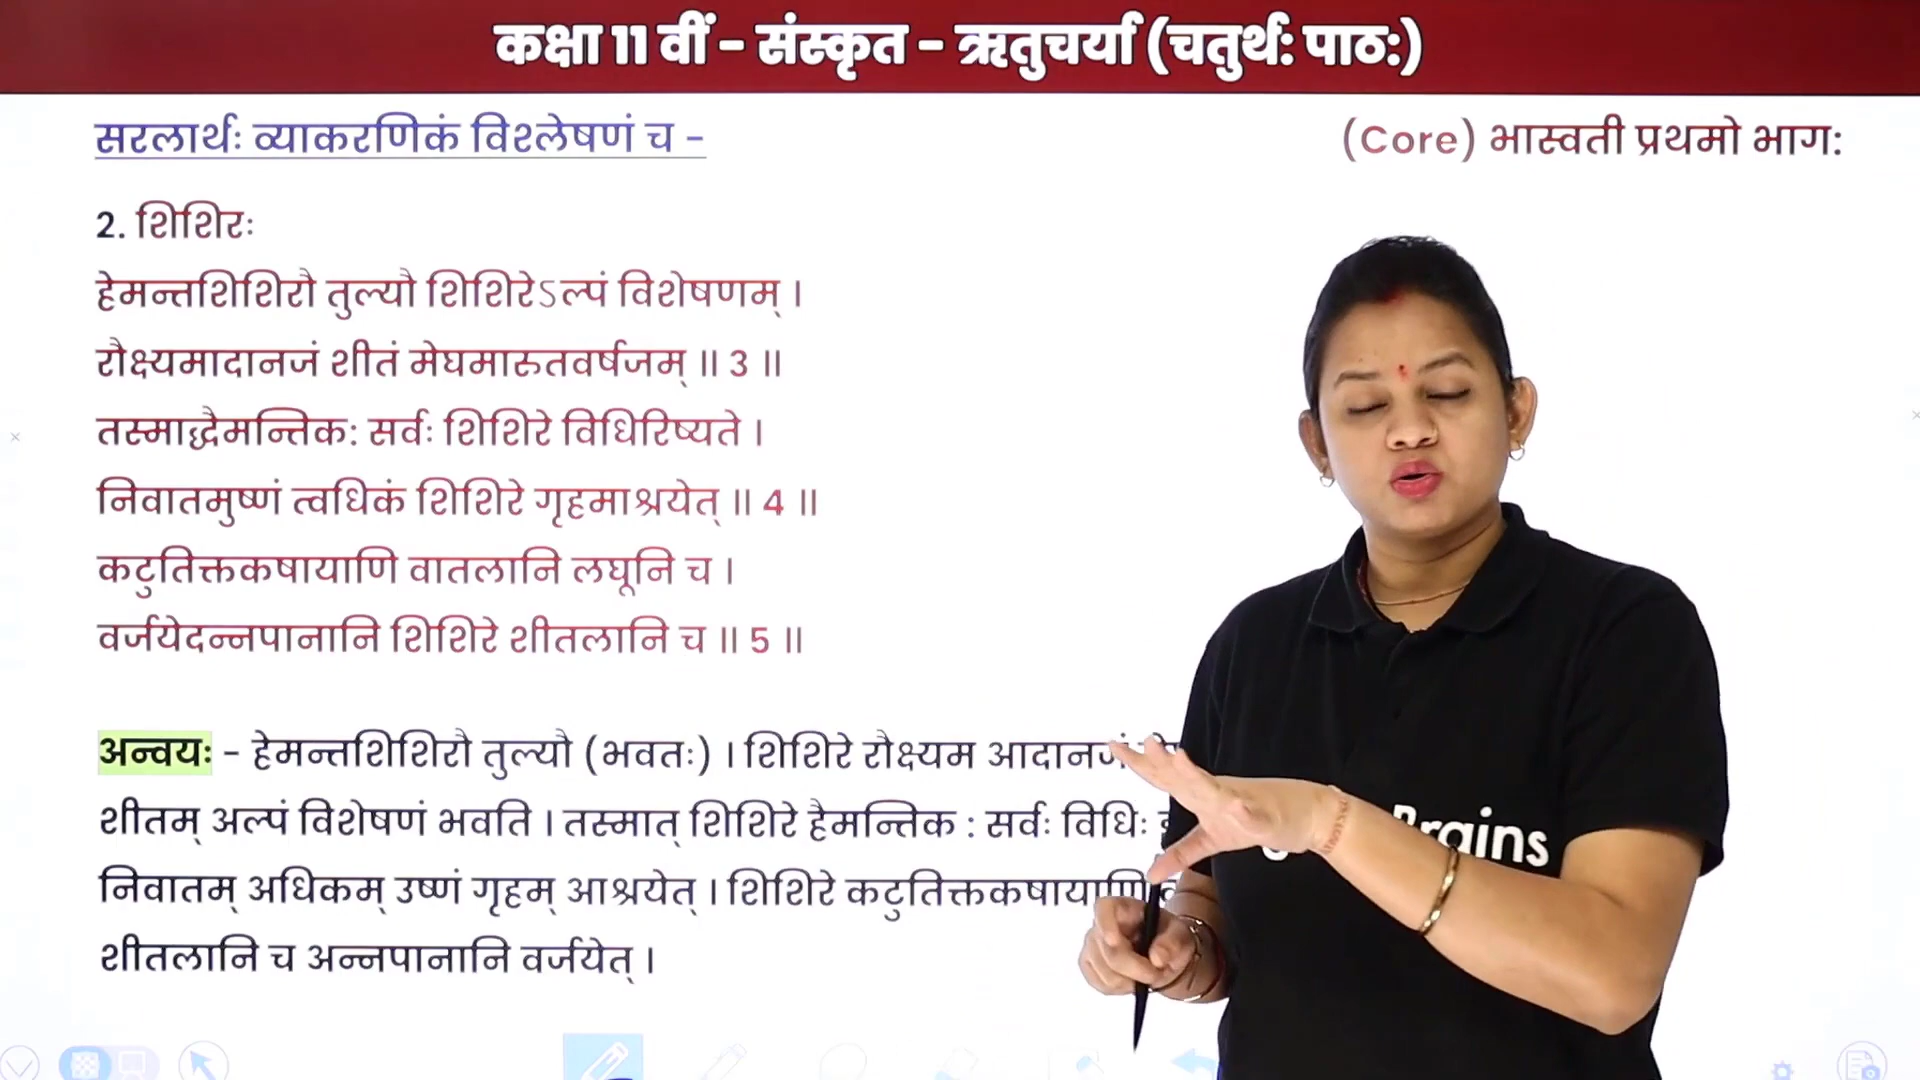 कक्षा 11 वीं - संस्कृत - ऋतुचर्या (चतुर्थ: पाठ:)
सरलार्थः व्याकरणिकं विश्लेषणं च -
(Core) भास्वती प्रथमो भाग:
2. शिशिरः
हेमन्तशिशिरौ तुल्यौ शिशिरेऽल्पं विशेषणम् ।
रौक्ष्यमादानजं शीतं मेघमारुतवर्षजम् ॥ 3 ॥
तस्माद्धैमन्तिक: सर्वः शिशिरे विधिरिष्यते ।
निवातमुष्णं त्वधिकं शिशिरे गृहमाश्रयेत् ॥ 4 ॥
कटुतिक्तकषायाणि वातलानि लघूनि च ।
वर्जयेदन्नपानानि शिशिरे शीतलानि च ॥ 5 ॥
अन्वयः - हेमन्तशिशिरौ तुल्यौ (भवतः) । शिशिरे रौक्ष्यम आदानजं
शीतम् अल्पं विशेषणं भवति । तस्मात् शिशिरे हैमन्तिक : सर्वः विधिः
निवातम् अधिकम् उष्णं गृहम् आश्रयेत् । शिशिरे कटुतिक्तकषायाणि
शीतलानि च अन्नपानानि वर्जयेत् ।
Brains